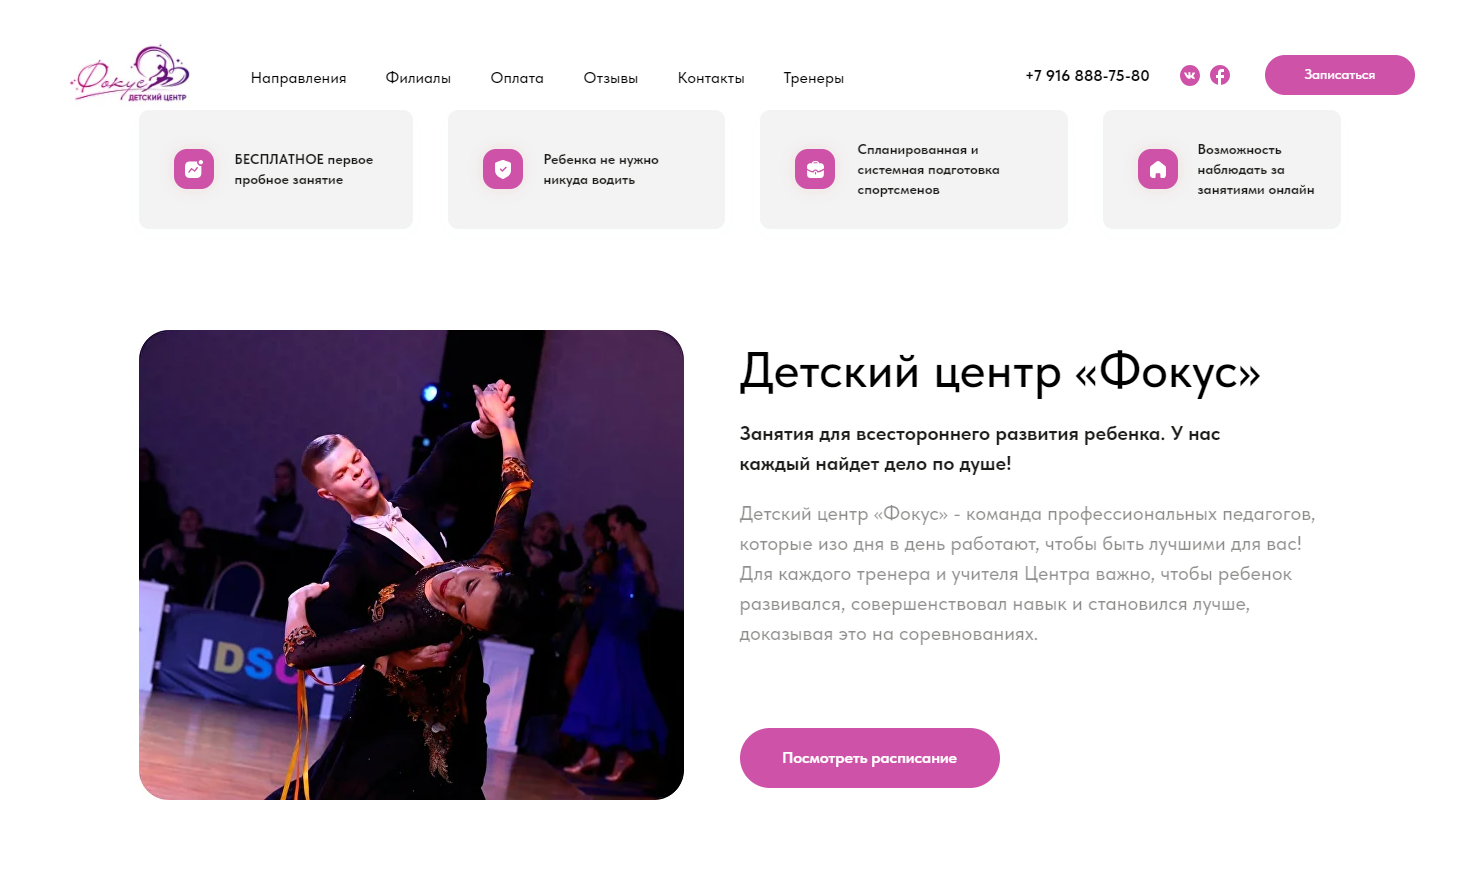 Фокус
ДЕТСКИЙ ЦЕНТР
Направления
Филиалы
Оплата
Отзывы
Контакты
Тренеры
+7 916 888-75-80
Записаться
БЕСПЛАТНОЕ первое
пробное занятие
Ребенка не нужно
никуда водить
Спланированная и
системная подготовка
спортсменов
Возможность
наблюдать за
занятиями онлайн
IDSA
Детский центр «Фокус»
Занятия для всестороннего развития ребенка. У нас
каждый найдет дело по душе!
Детский центр «Фокус» - команда профессиональных педагогов,
которые изо дня в день работают, чтобы быть лучшими для вас!
Для каждого тренера и учителя Центра важно, чтобы ребенок
развивался, совершенствовал навык и становился лучше,
доказывая это на соревнованиях.
Посмотреть расписание